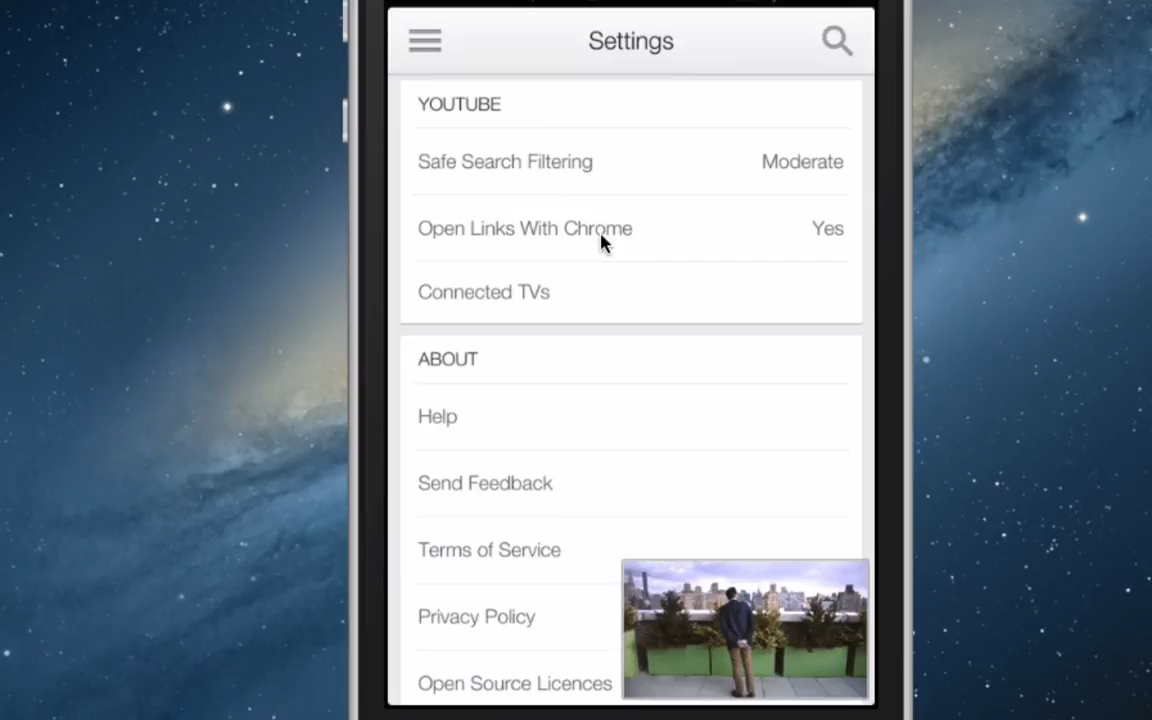 Settings
YOUTUBE
Safe Search Filtering Moderate
Open Links With Chrome Yes
Connected TVs
ABOUT
Help
Send Feedback
Terms of Service
Privacy Policy
Open Source Licences